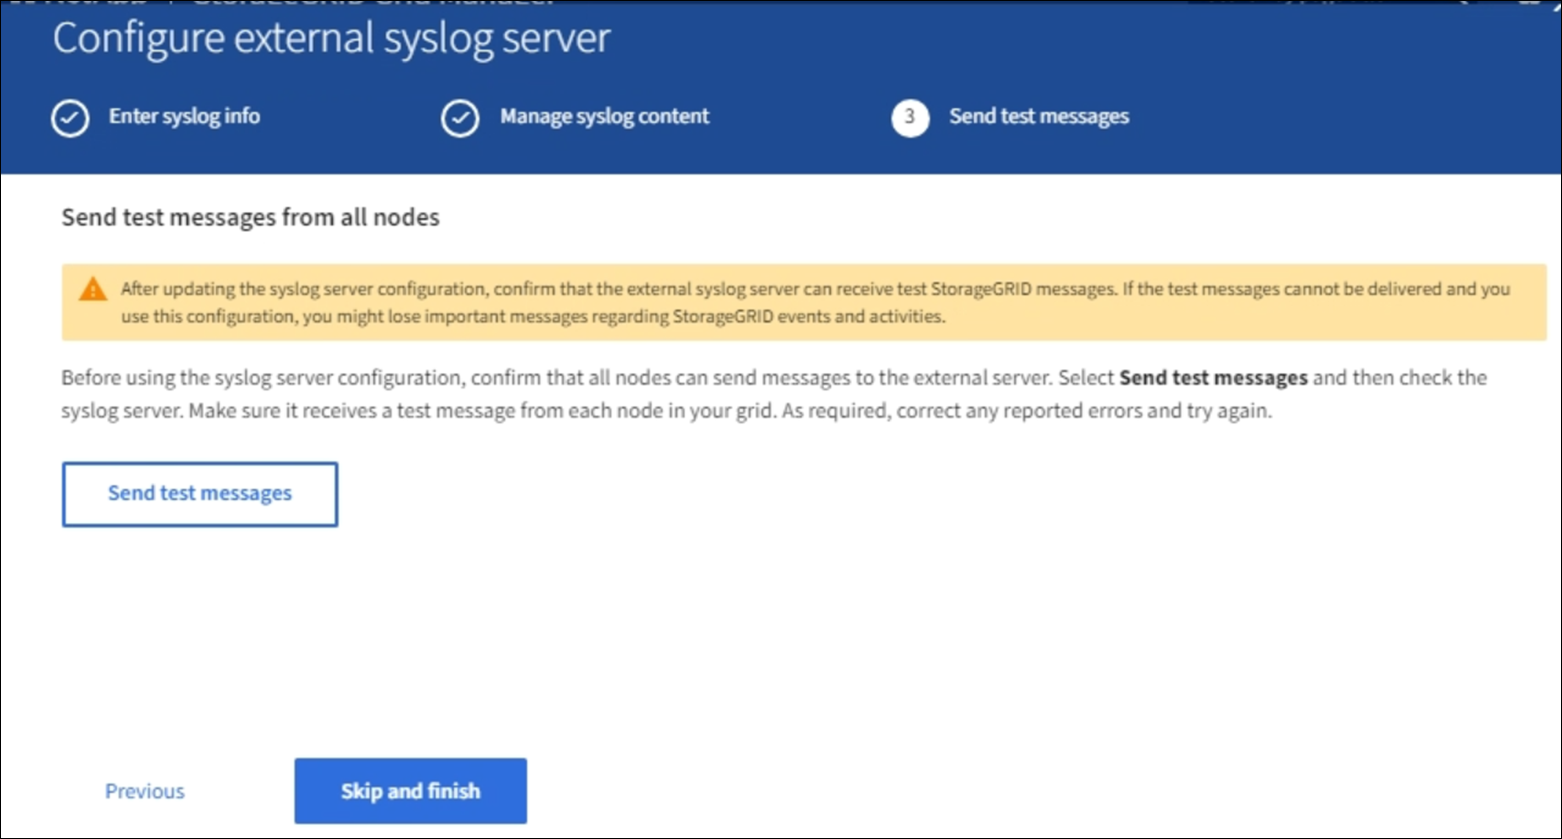 Configure external syslog server
Enter syslog info
Manage syslog content
3
Send test messages
Send test messages from all nodes
After updating the syslog server configuration, confirm that the external syslog server can receive test StorageGRID messages. If the test messages cannot be delivered and you
use this configuration, you might lose important messages regarding StorageGRID events and activities.
Before using the syslog server configuration, confirm that all nodes can send messages to the external server. Select Send test messages and then check the
syslog server. Make sure it receives a test message from each node in your grid. As required, correct any reported errors and try again.
Send test messages
Previous
Skip and finish